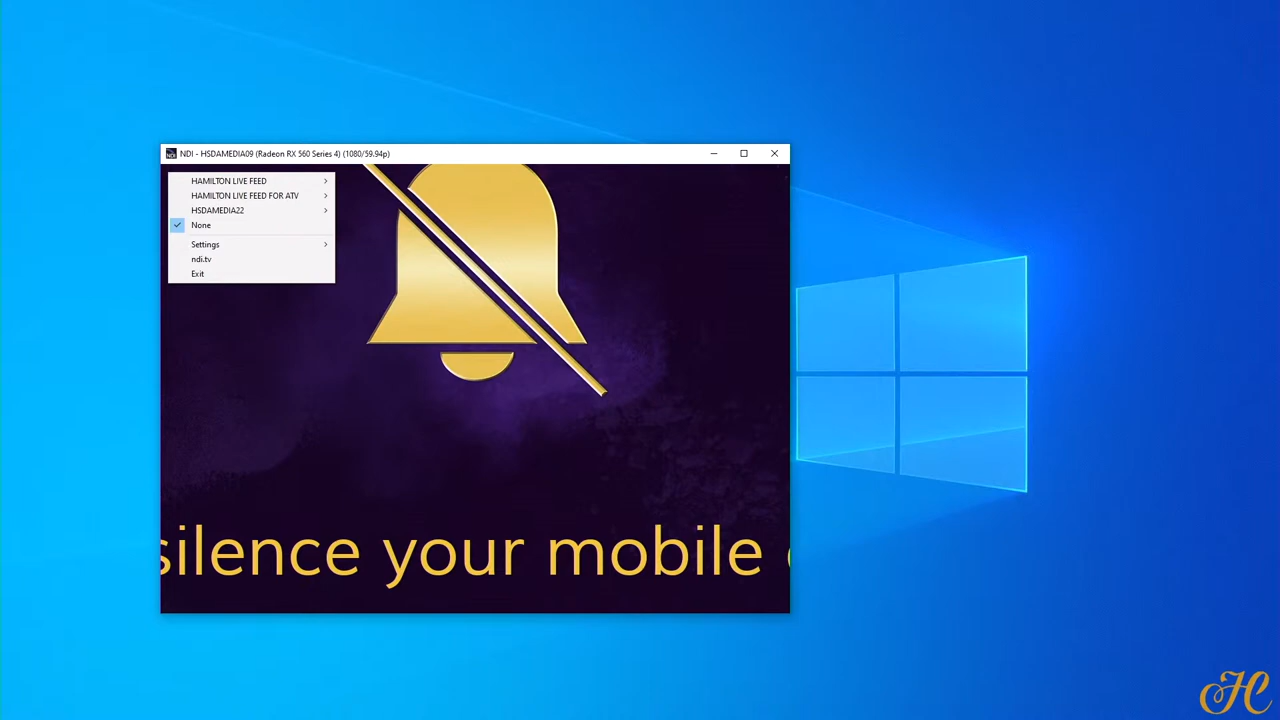 NDI - HSDAMEDIA09 (Radeon RX 560 Series 4) (1080/59.94p)
HAMILTON LIVE FEED
HAMILTON LIVE FEED FOR ATV
HSDAMEDIA22
None
Settings
ndi.tv
Exit
silence your mobile
HC